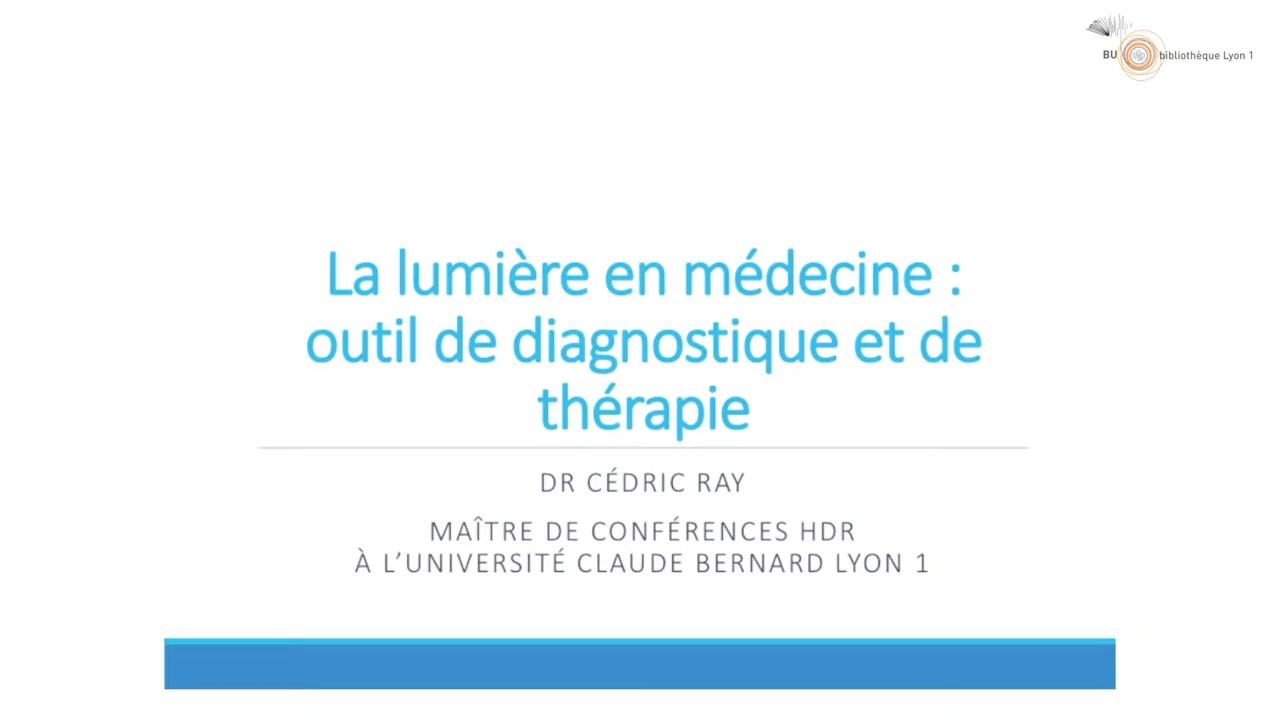 BU bibliothèque Lyon 1
La lumière en médecine :
outil de diagnostique et de
thérapie
DR CÉDRIC RAY
MAÎTRE DE CONFÉRENCES HDR
À L’UNIVERSITÉ CLAUDE BERNARD LYON 1